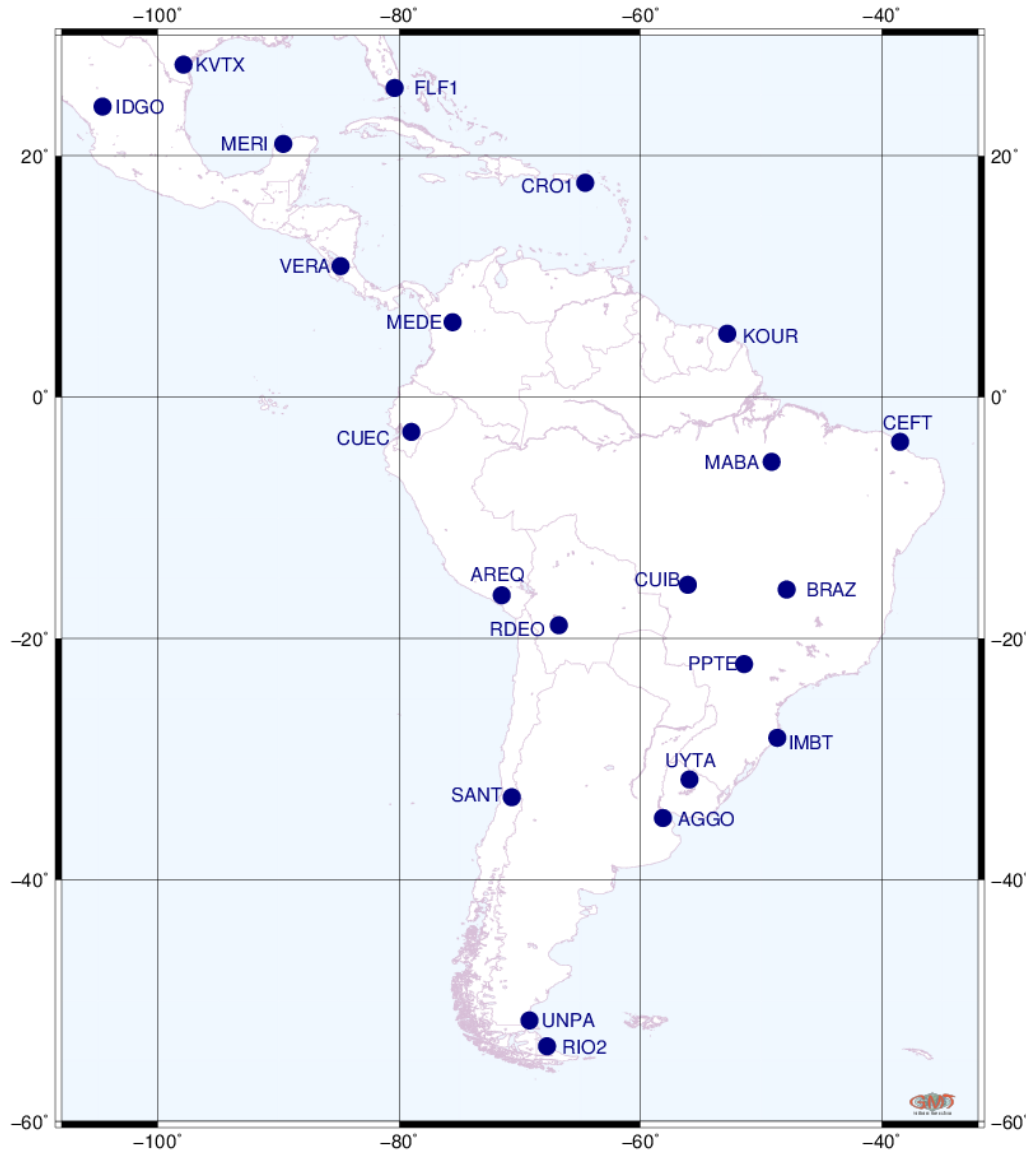 −100° −80° −60° −40°
KVTX
FLF1
IDGO
MERI
20° 20°
CRO1
VERA
MEDE
KOUR
0° 0°
CEFT
CUEC
MABA
AREQ
CUIB
BRAZ
RDEO
−20° −20°
PPTE
IMBT
UYTA
SANT
AGGO
−40° −40°
UNPA
RIO2
GMT
−60° −60°
−100° −80° −60° −40°